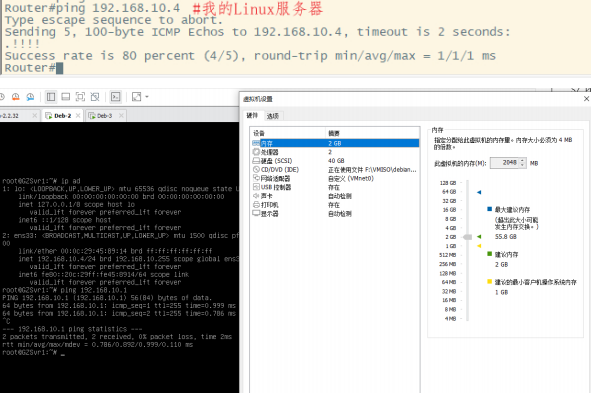 Router#ping 192.168.10.4 #我的Linux服务器
Type escape sequence to abort.
Sending 5, 100-byte ICMP Echos to 192.168.10.4, timeout is 2 seconds:
.!!!!
Success rate is 80 percent (4/5), round-trip min/avg/max = 1/1/1 ms
Router#
-2.2.32
Deb-2
Deb-3
root@GZSvr1:~# ip ad
1: lo: <LOOPBACK,UP,LOWER_UP> mtu 65536 qdisc noqueue state U
link/loopback 00:00:00:00:00:00 brd 00:00:00:00:00:00
inet 127.0.0.1/8 scope host lo
valid_lft forever preferred_lft forever
inet6 ::1/128 scope host
valid_lft forever preferred_lft forever
2: ens33: <BROADCAST,MULTICAST,UP,LOWER_UP> mtu 1500 qdisc pf
00
link/ether 00:0c:29:45:89:14 brd ff:ff:ff:ff:ff:ff
inet 192.168.10.4/24 brd 192.168.10.255 scope global ens3
valid_lft forever preferred_lft forever
inet6 fe80::20c:29ff:fe45:8914/64 scope link
valid_lft forever preferred_lft forever
root@GZSvr1:~# ping 192.168.10.1
PING 192.168.10.1 (192.168.10.1) 56(84) bytes of data.
64 bytes from 192.168.10.1: icmp_seq=1 ttl=255 time=0.999 ms
64 bytes from 192.168.10.1: icmp_seq=2 ttl=255 time=0.786 ms
^C
--- 192.168.10.1 ping statistics ---
2 packets transmitted, 2 received, 0% packet loss, time 2ms
rtt min/avg/max/mdev = 0.786/0.892/0.999/0.110 ms
root@GZSvr1:~# _
虚拟机设置
硬件 选项
设备 摘要
内存 2 GB
处理器 2
硬盘 (SCSI) 40 GB
CD/DVD (IDE) 正在使用文件 F:\VMISO\debian...
网络适配器 自定义 (VMnet0)
USB 控制器 存在
声卡 自动检测
打印机 存在
显示器 自动检测
内存
指定分配给此虚拟机的内存量。内存大小必须为 4 MB
的倍数。
此虚拟机的内存(M): 2048 MB
128 GB
64 GB
32 GB
16 GB
8 GB
4 GB
2 GB
1 GB
512 MB
256 MB
128 MB
64 MB
32 MB
16 MB
8 MB
4 MB
最大建议内存
(超出此大小可能
发生内存交换。)
55.8 GB
建议内存
2 GB
建议的最小客户机操作系统内存
1 GB